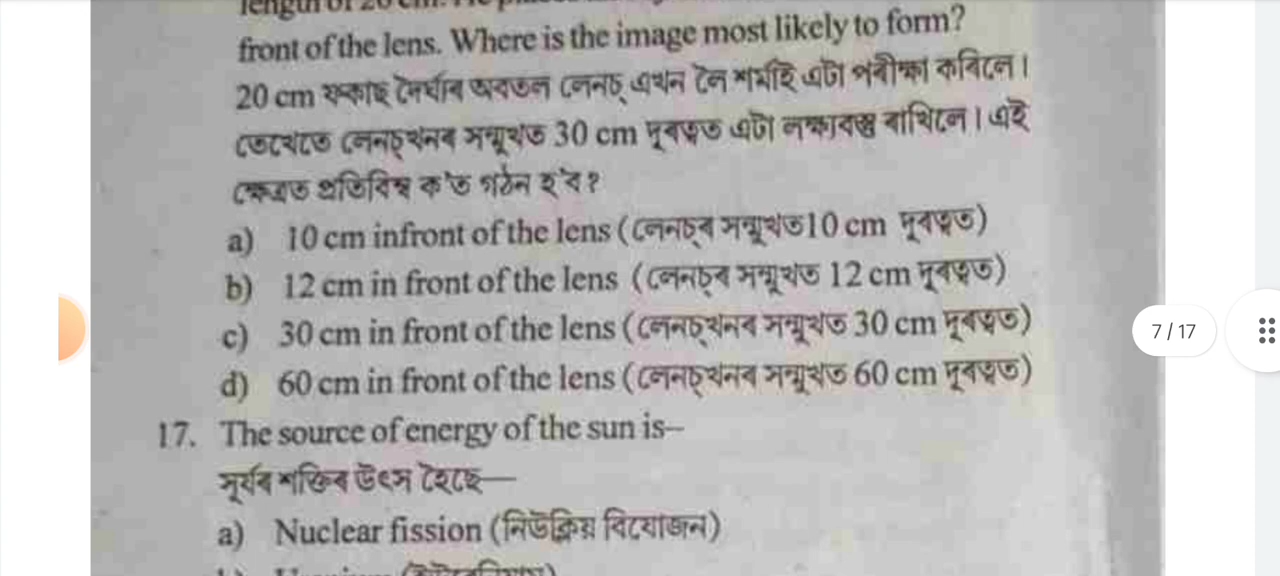 length of 20 cm.
front of the lens. Where is the image most likely to form?
20 cm ফকাছ দৈৰ্ঘ্যৰ অৱতল লেনচ্ এখন লৈ শৰ্মাই এটা পৰীক্ষা কৰিলে।
তেখেতে লেনচ্‌খনৰ সন্মুখত 30 cm দূৰত্বত এটা লক্ষ্যবস্তু ৰাখিলে। এই
ক্ষেত্ৰত প্ৰতিবিম্ব ক'ত গঠন হ'ব?
a) 10 cm infront of the lens (লেনচ্‌ৰ সন্মুখত10 cm দূৰত্বত)
b) 12 cm in front of the lens (লেনচ্‌ৰ সন্মুখত 12 cm দূৰত্বত)
c) 30 cm in front of the lens (লেনচ্‌খনৰ সন্মুখত 30 cm দূৰত্বত)
d) 60 cm in front of the lens (লেনচ্‌খনৰ সন্মুখত 60 cm দূৰত্বত)
7 / 17
17. The source of energy of the sun is–
সূৰ্যৰ শক্তিৰ উৎস হৈছে—
a) Nuclear fission (নিউক্লিয় বিযোজন)